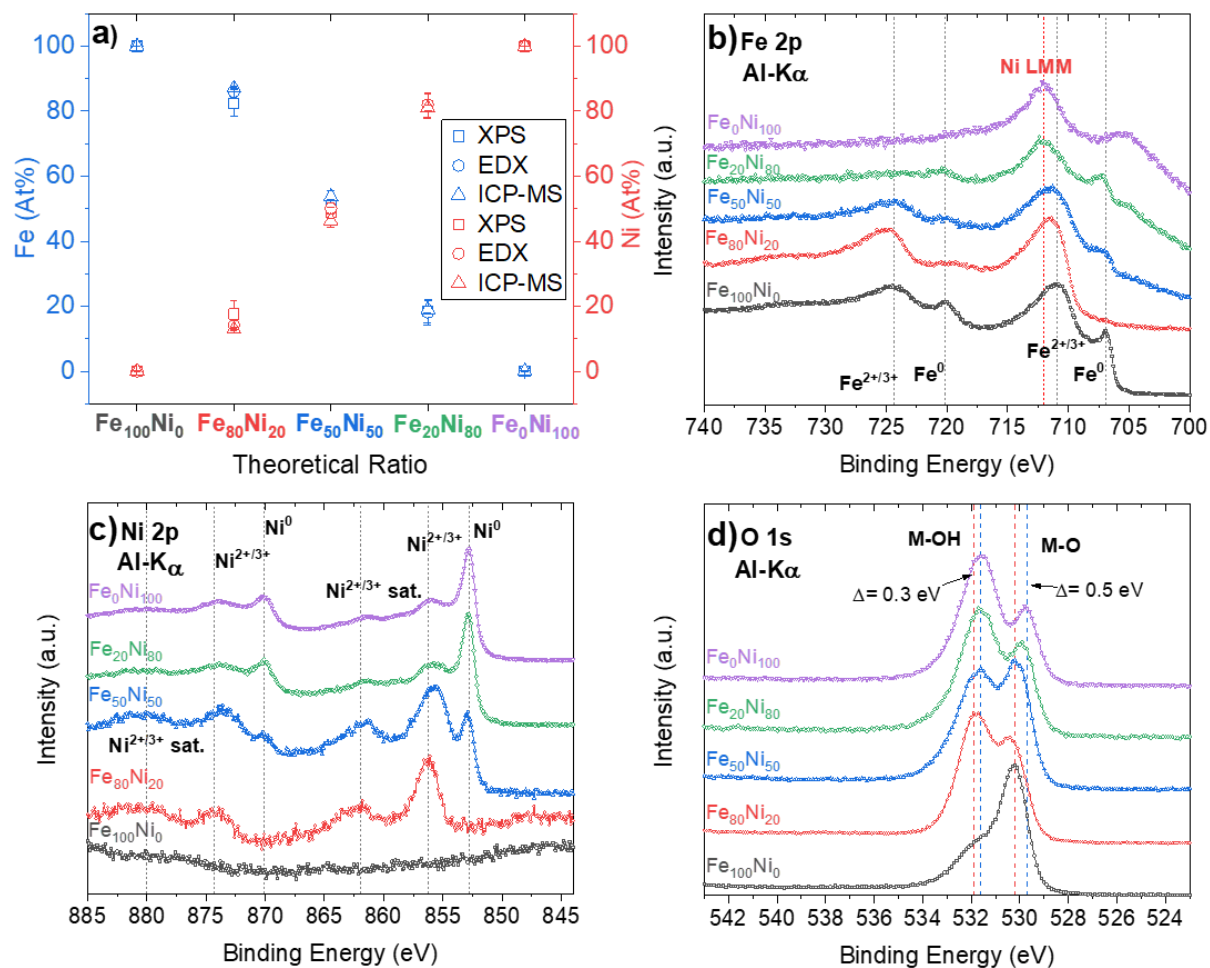 a)
100
80
60
40
20
0
Fe (At%)
100
80
60
40
20
0
Ni (At%)
XPS
EDX
ICP-MS
XPS
EDX
ICP-MS
Fe₁₀₀Ni₀ Fe₈₀Ni₂₀ Fe₅₀Ni₅₀ Fe₂₀Ni₈₀ Fe₀Ni₁₀₀
Theoretical Ratio
b) Fe 2p
Al-Kα
Ni LMM
Fe₀Ni₁₀₀
Fe₂₀Ni₈₀
Fe₅₀Ni₅₀
Fe₈₀Ni₂₀
Fe₁₀₀Ni₀
Fe²⁺/³⁺ Fe⁰ Fe²⁺/³⁺ Fe⁰
Intensity (a.u.)
740 735 730 725 720 715 710 705 700
Binding Energy (eV)
c) Ni 2p
Al-Kα
Ni²⁺/³⁺ Ni⁰ Ni²⁺/³⁺ sat. Ni²⁺/³⁺ Ni⁰
Fe₀Ni₁₀₀
Fe₂₀Ni₈₀
Fe₅₀Ni₅₀
Ni²⁺/³⁺ sat.
Fe₈₀Ni₂₀
Fe₁₀₀Ni₀
Intensity (a.u.)
885 880 875 870 865 860 855 850 845
Binding Energy (eV)
d) O 1s
Al-Kα
M-OH M-O
Δ= 0.3 eV Δ= 0.5 eV
Fe₀Ni₁₀₀
Fe₂₀Ni₈₀
Fe₅₀Ni₅₀
Fe₈₀Ni₂₀
Fe₁₀₀Ni₀
Intensity (a.u.)
542 540 538 536 534 532 530 528 526 524
Binding Energy (eV)